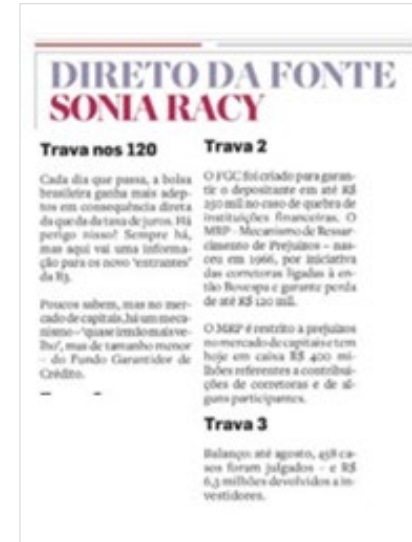 DIRETO DA FONTE
SONIA RACY
Trava nos 120
Cada dia que passa, a bolsa
brasileira ganha mais adep-
tos em consequência direta
da queda da taxa de juros. Há
perigo nisso? Sempre há,
mas aqui vai uma informa-
ção para os novo ‘entrantes’
da B3.
Poucos sabem, mas no mer-
cado de capitais, há um meca-
nismo – ‘quase irmão mais ve-
lho’, mas de tamanho menor
– do Fundo Garantidor de
Crédito.
Trava 2
O FGC foi criado para garan-
tir o depositante em até R$
250 mil no caso de quebra de
instituições financeiras. O
MRP – Mecanismo de Ressar-
cimento de Prejuízos – nas-
ceu em 1966, por iniciativa
das corretoras ligadas à en-
tão Bovespa e garante perda
de até R$ 120 mil.
O MRP é restrito a prejuízos
no mercado de capitais e tem
hoje em caixa R$ 400 mi-
lhões referentes a contribui-
ções de corretoras e de al-
guns participantes.
Trava 3
Balanço: até agosto, 458 ca-
sos foram julgados – e R$
6,3 milhões devolvidos a in-
vestidores.